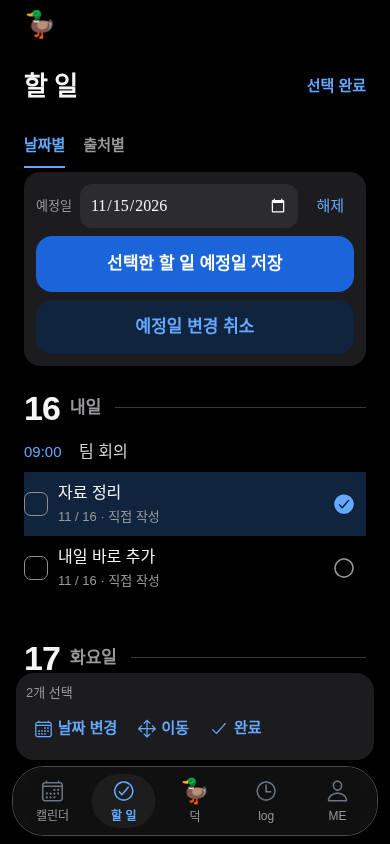 할 일
선택 완료
날짜별 출처별
예정일 11/15/2026 해제
선택한 할 일 예정일 저장
예정일 변경 취소
16 내일
09:00 팀 회의
자료 정리
11 / 16 · 직접 작성
내일 바로 추가
11 / 16 · 직접 작성
17 화요일
2개 선택
날짜 변경 이동 완료
캘린더 할 일 덕 log ME